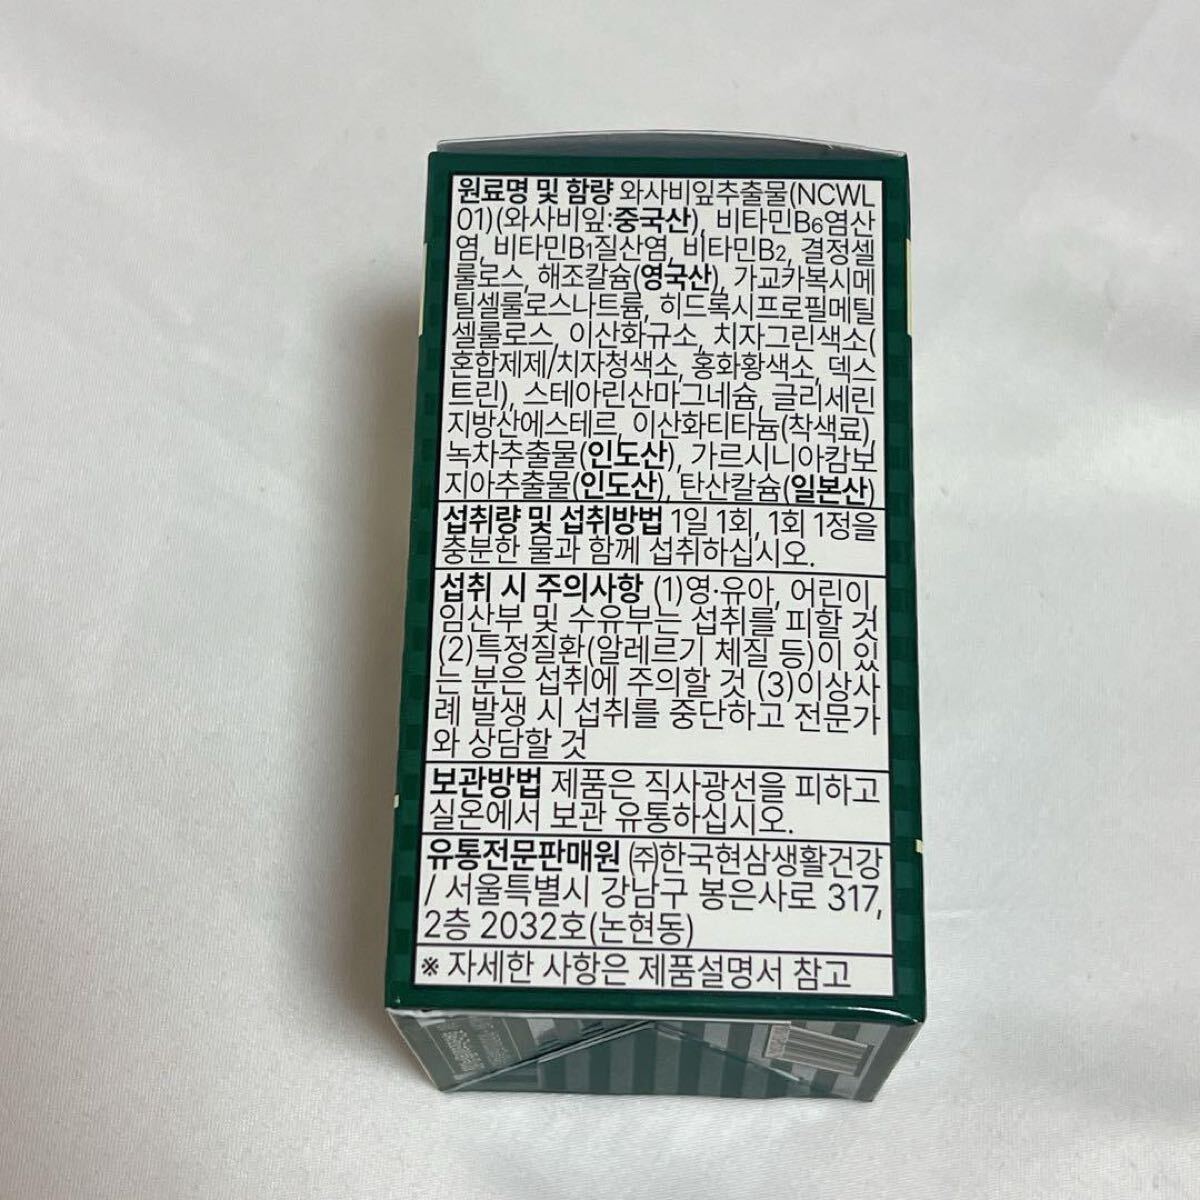 원료명 및 함량 와사비잎추출물(NCWL
01)(와사비잎:중국산), 비타민B6염산
염, 비타민B1질산염, 비타민B2, 결정셀
룰로스, 해조칼슘(영국산), 가교카복시메
틸셀룰로스나트륨, 히드록시프로필메틸
셀룰로스, 이산화규소, 치자그린색소(
혼합제제/치자청색소, 홍화황색소, 덱스
트린), 스테아린산마그네슘, 글리세린
지방산에스테르, 이산화티타늄(착색료),
녹차추출물(인도산), 가르시니아캄보
지아추출물(인도산), 탄산칼슘(일본산)
섭취량 및 섭취방법 1일 1회, 1회 1정을
충분한 물과 함께 섭취하십시오.
섭취 시 주의사항 (1)영·유아, 어린이,
임산부 및 수유부는 섭취를 피할 것
(2)특정질환(알레르기 체질 등)이 있
는 분은 섭취에 주의할 것 (3)이상사
례 발생 시 섭취를 중단하고 전문가
와 상담할 것
보관방법 제품은 직사광선을 피하고
실온에서 보관 유통하십시오.
유통전문판매원 ㈜한국현삼생활건강
/ 서울특별시 강남구 봉은사로 317,
2층 2032호(논현동)
※ 자세한 사항은 제품설명서 참고